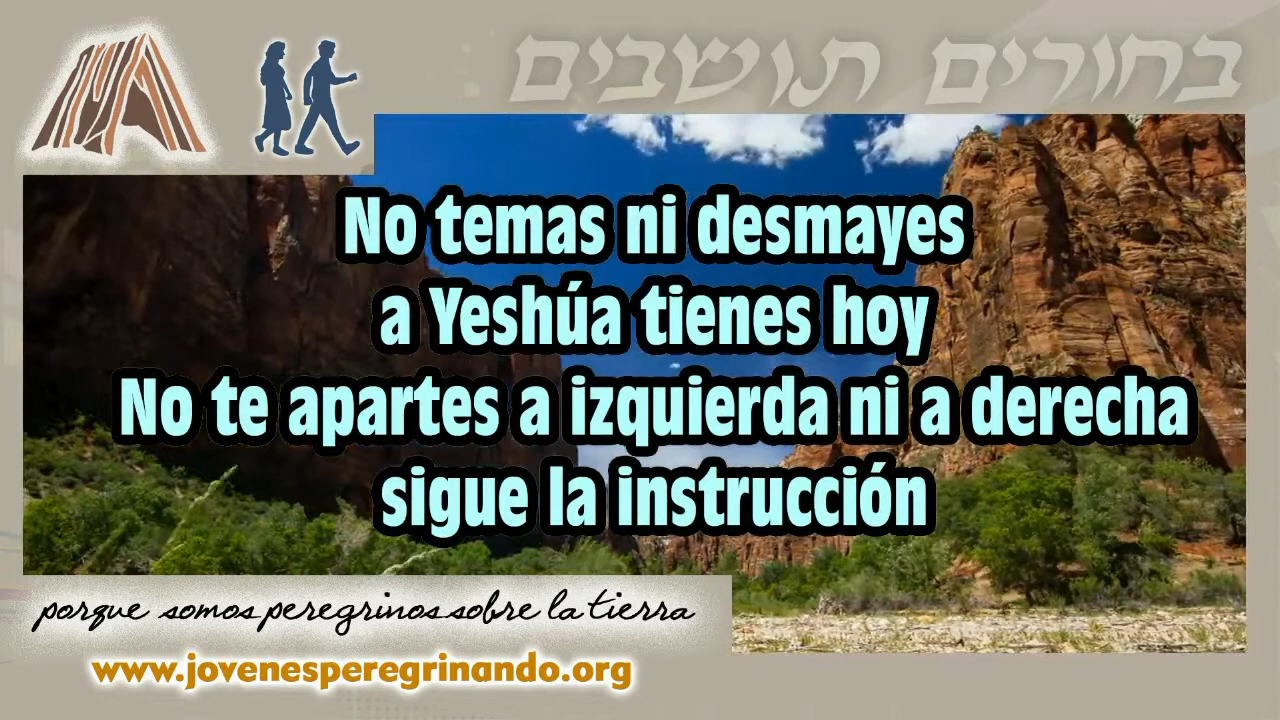 בחורים תושבים
No temas ni desmayes
a Yeshúa tienes hoy
No te apartes a izquierda ni a derecha
sigue la instrucción
porque somos peregrinos sobre la tierra
www.jovenesperegrinando.org